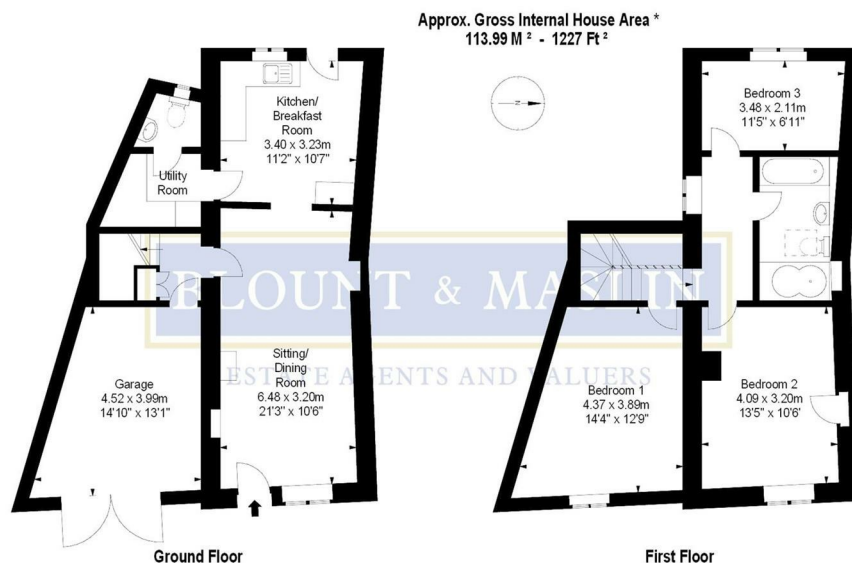 Approx. Gross Internal House Area *
113.99 M ² - 1227 Ft ²
N
Kitchen/
Breakfast
Room
3.40 x 3.23m
11'2" x 10'7"
Utility
Room
Sitting/
Dining
Room
6.48 x 3.20m
21'3" x 10'6"
Garage
4.52 x 3.99m
14'10" x 13'1"
Ground Floor
Bedroom 3
3.48 x 2.11m
11'5" x 6'11"
Bedroom 1
4.37 x 3.89m
14'4" x 12'9"
Bedroom 2
4.09 x 3.20m
13'5" x 10'6'
First Floor
BLOUNT & MASLIN
ESTATE AGENTS AND VALUERS